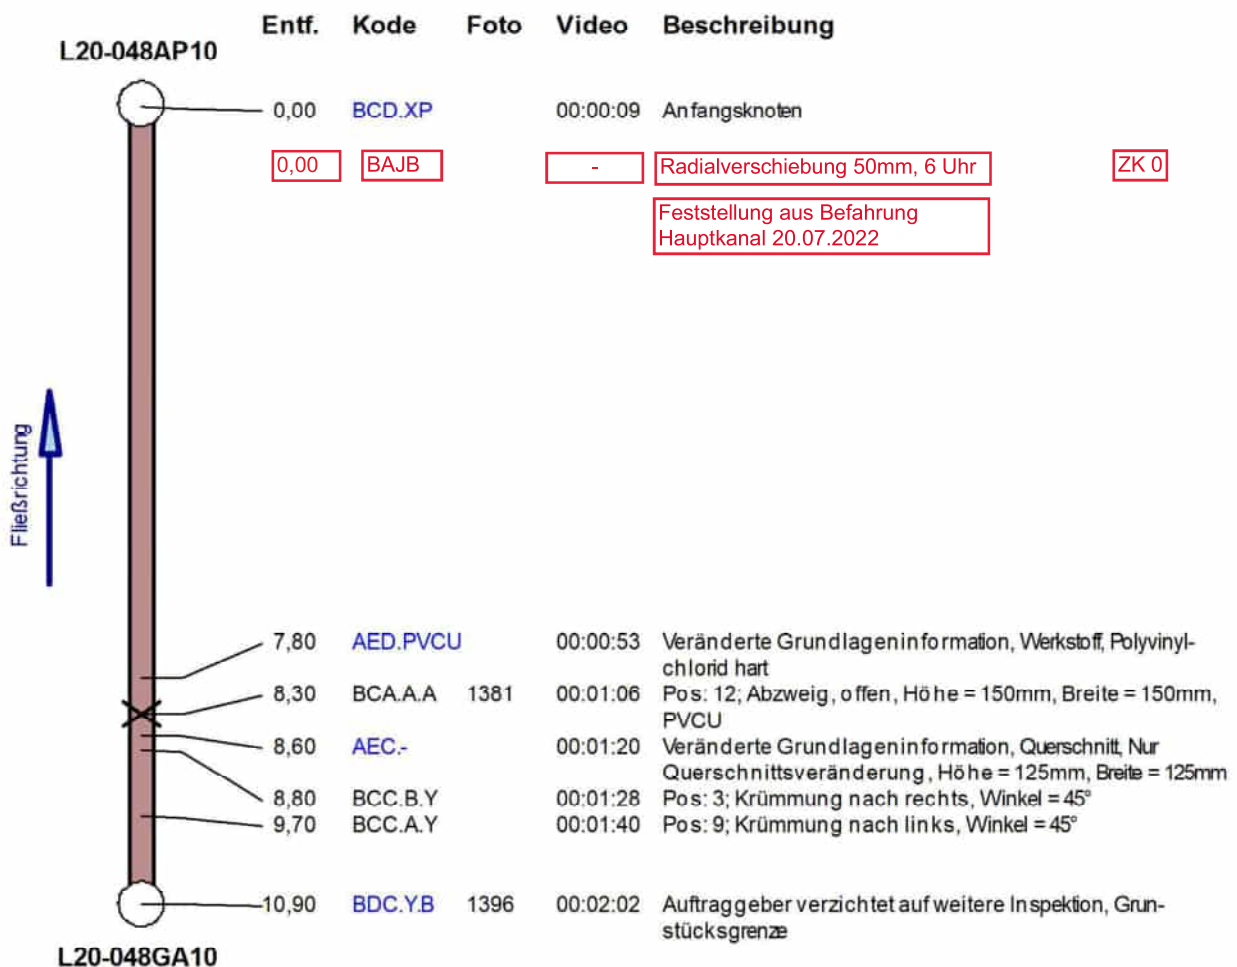 Entf. Kode Foto Video Beschreibung
L20-048AP10
0,00 BCD.XP 00:00:09 Anfangsknoten
0,00 BAJB - Radialverschiebung 50mm, 6 Uhr ZK 0
Feststellung aus Befahrung
Hauptkanal 20.07.2022
Fließrichtung
7,80 AED.PVCU 00:00:53 Veränderte Grundlageninformation, Werkstoff, Polyvinyl-
chlorid hart
8,30 BCA.A.A 1381 00:01:06 Pos: 12; Abzweig, offen, Höhe = 150mm, Breite = 150mm,
PVCU
8,60 AEC.- 00:01:20 Veränderte Grundlageninformation, Querschnitt, Nur
Querschnittsveränderung, Höhe = 125mm, Breite = 125mm
8,80 BCC.B.Y 00:01:28 Pos: 3; Krümmung nach rechts, Winkel = 45°
9,70 BCC.A.Y 00:01:40 Pos: 9; Krümmung nach links, Winkel = 45°
10,90 BDC.Y.B 1396 00:02:02 Auftraggeber verzichtet auf weitere Inspektion, Grun-
stücksgrenze
L20-048GA10